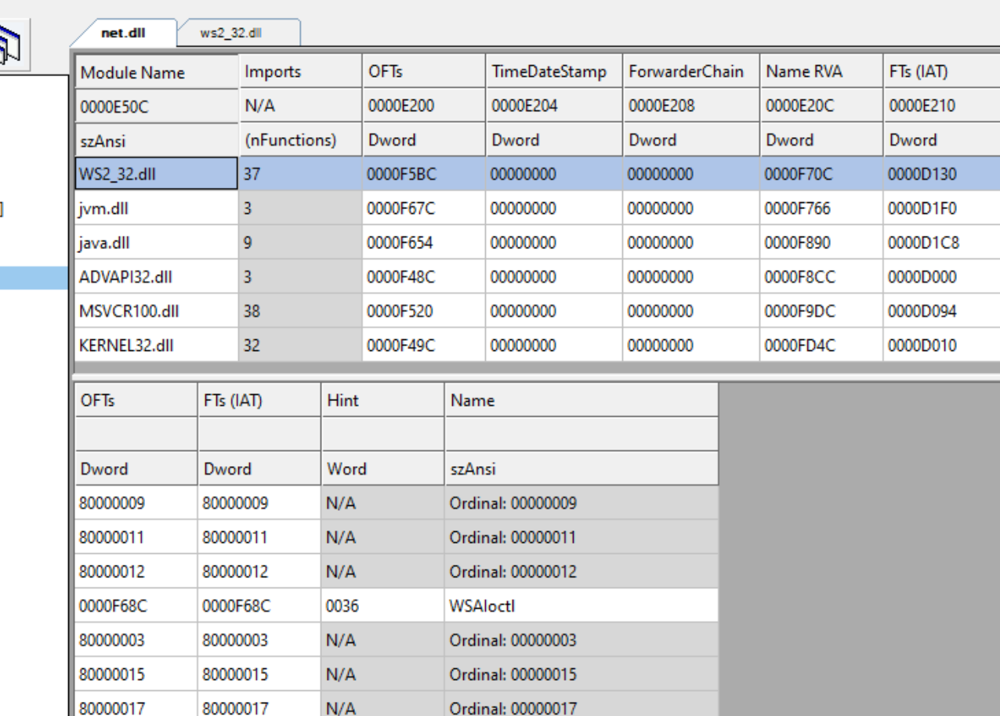 net.dll ws2_32.dll
Module Name Imports OFTs TimeDateStamp ForwarderChain Name RVA FTs (IAT)
0000E50C N/A 0000E200 0000E204 0000E208 0000E20C 0000E210
szAnsi (nFunctions) Dword Dword Dword Dword Dword
WS2_32.dll 37 0000F5BC 00000000 00000000 0000F70C 0000D130
jvm.dll 3 0000F67C 00000000 00000000 0000F766 0000D1F0
java.dll 9 0000F654 00000000 00000000 0000F890 0000D1C8
ADVAPI32.dll 3 0000F48C 00000000 00000000 0000F8CC 0000D000
MSVCR100.dll 38 0000F520 00000000 00000000 0000F9DC 0000D094
KERNEL32.dll 32 0000F49C 00000000 00000000 0000FD4C 0000D010
OFTs FTs (IAT) Hint Name
Dword Dword Word szAnsi
80000009 80000009 N/A Ordinal: 00000009
80000011 80000011 N/A Ordinal: 00000011
80000012 80000012 N/A Ordinal: 00000012
0000F68C 0000F68C 0036 WSAIoctl
80000003 80000003 N/A Ordinal: 00000003
80000015 80000015 N/A Ordinal: 00000015
80000017 80000017 N/A Ordinal: 00000017